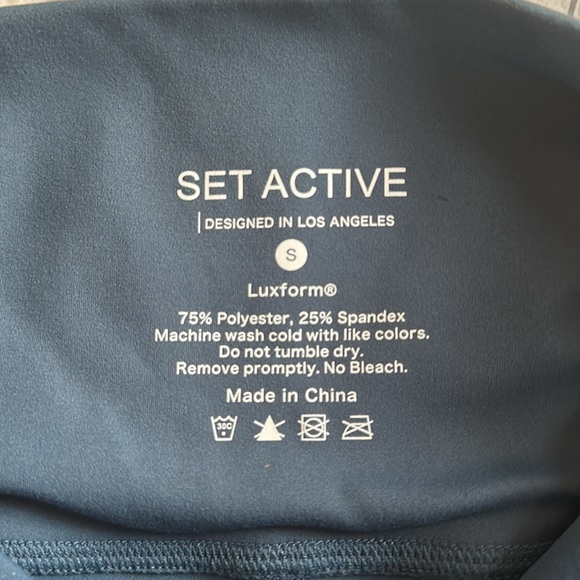 SET ACTIVE
DESIGNED IN LOS ANGELES
S
Luxform®
75% Polyester, 25% Spandex
Machine wash cold with like colors.
Do not tumble dry.
Remove promptly. No Bleach.
Made in China
30C